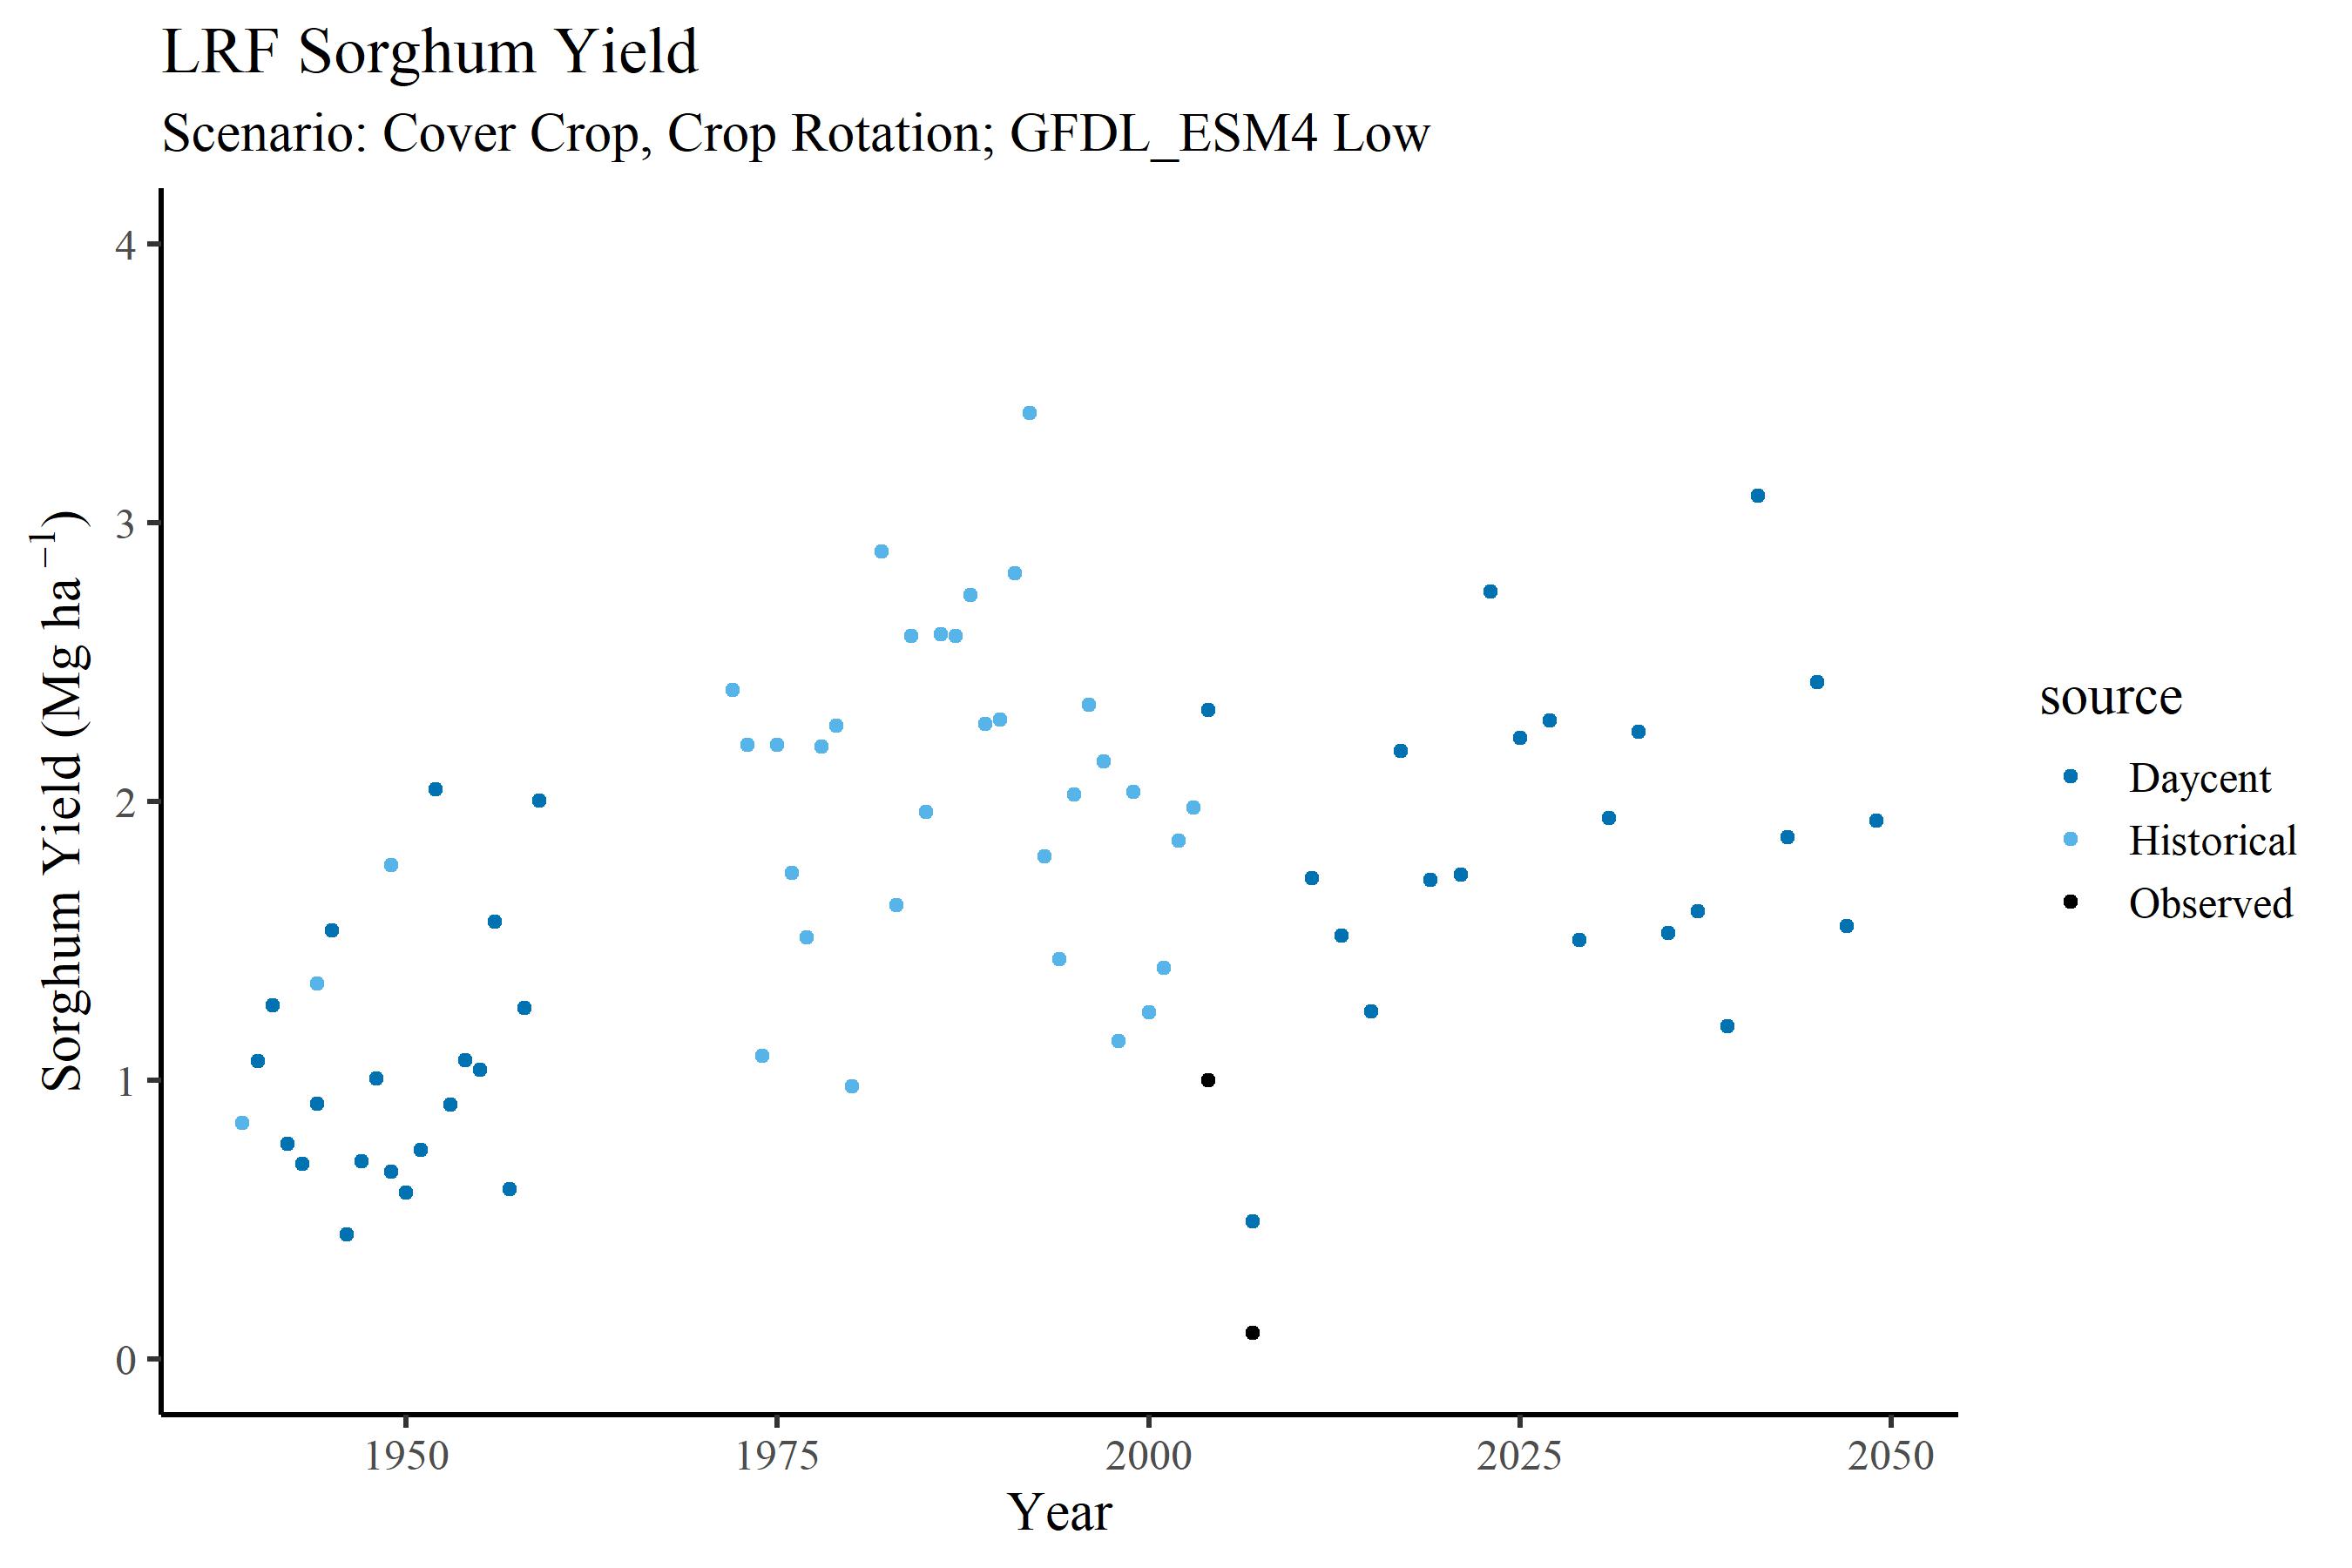 LRF Sorghum Yield
Scenario: Cover Crop, Crop Rotation; GFDL_ESM4 Low
Sorghum Yield (Mg ha⁻¹)
4
3
2
1
0
1950 1975 2000 2025 2050
Year
source
Daycent
Historical
Observed